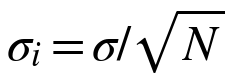 σᵢ = σ/√N